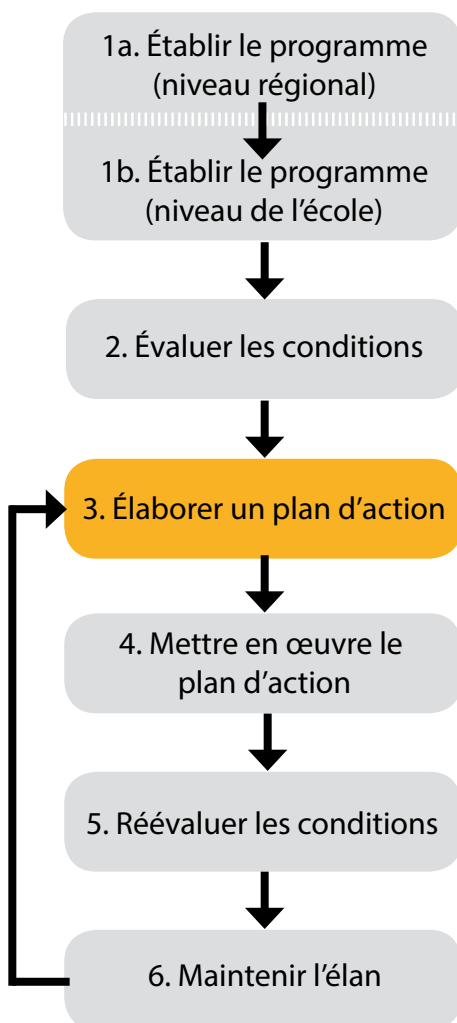 1a. Établir le programme
(niveau régional)
1b. Établir le programme
(niveau de l’école)
2. Évaluer les conditions
3. Élaborer un plan d’action
4. Mettre en œuvre le
plan d’action
5. Réévaluer les conditions
6. Maintenir l’élan